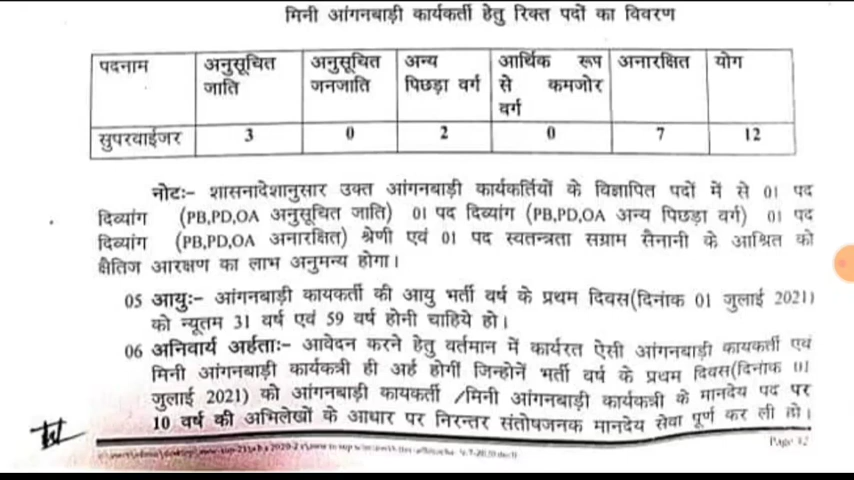 मिनी आंगनबाड़ी कार्यकर्ती हेतु रिक्त पदों का विवरण
पदनाम अनुसूचित जाति अनुसूचित जनजाति अन्य पिछड़ा वर्ग आर्थिक रूप से कमजोर वर्ग अनारक्षित योग
सुपरवाईजर 3 0 2 0 7 12
नोटः- शासनादेशानुसार उक्त आंगनबाड़ी कार्यकर्तियों के विज्ञापित पदों में से 01 पद
दिव्यांग (PB,PD,OA अनुसूचित जाति) 01 पद दिव्यांग (PB,PD,OA अन्य पिछड़ा वर्ग) 01 पद
दिव्यांग (PB,PD,OA अनारक्षित) श्रेणी एवं 01 पद स्वतन्त्रता सग्राम सैनानी के आश्रित को
क्षैतिज आरक्षण का लाभ अनुमन्य होगा।
05 आयुः- आंगनबाड़ी कायकर्ती की आयु भर्ती वर्ष के प्रथम दिवस(दिनांक 01 जुलाई 2021)
को न्यूतम 31 वर्ष एवं 59 वर्ष होनी चाहिये हो।
06 अनिवार्य अर्हताः- आवेदन करने हेतु वर्तमान में कार्यरत ऐसी आंगनबाड़ी कायकर्ती एवं
मिनी आंगनबाड़ी कार्यकत्री ही अर्ह होगीं जिन्होनें भर्ती वर्ष के प्रथम दिवस(दिनांक 01
जुलाई 2021) को आंगनबाड़ी कायकर्ती /मिनी आंगनबाड़ी कार्यकत्री के मानदेय पद पर
10 वर्ष की अभिलेखों के आधार पर निरन्तर संतोषजनक मानदेय सेवा पूर्ण कर ली हो।
Page 32